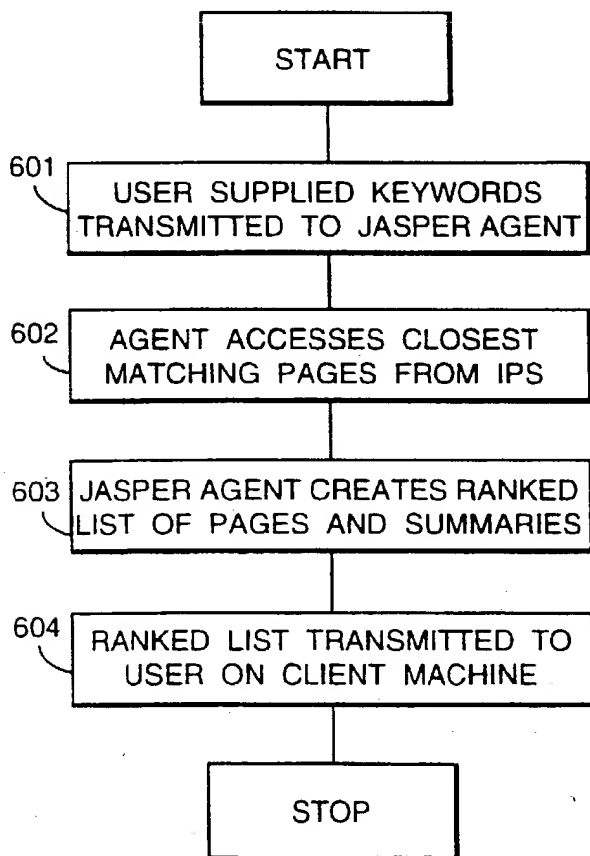 START
601
USER SUPPLIED KEYWORDS
TRANSMITTED TO JASPER AGENT
602
AGENT ACCESSES CLOSEST
MATCHING PAGES FROM IPS
603
JASPER AGENT CREATES RANKED
LIST OF PAGES AND SUMMARIES
604
RANKED LIST TRANSMITTED TO
USER ON CLIENT MACHINE
STOP